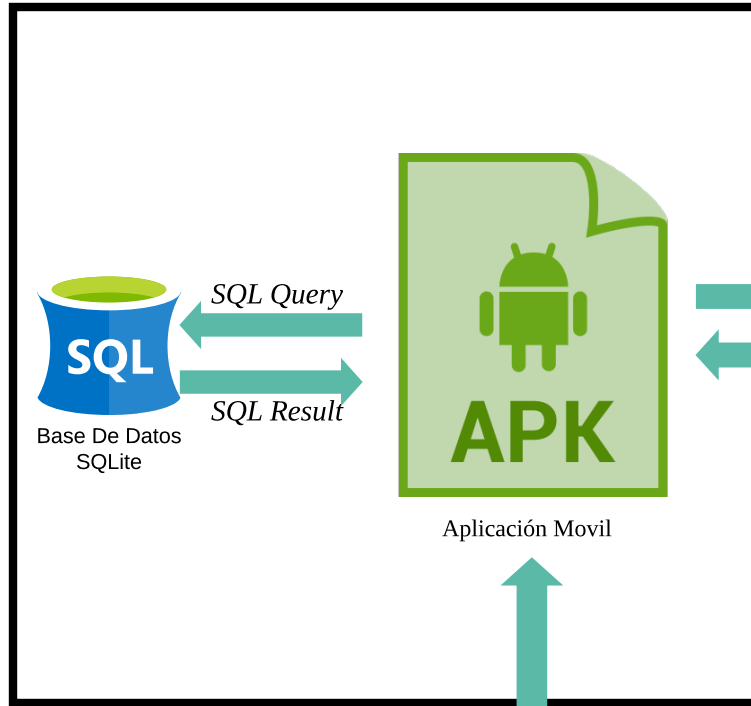 SQL Query
SQL
SQL Result
Base De Datos
SQLite
APK
Aplicación Movil